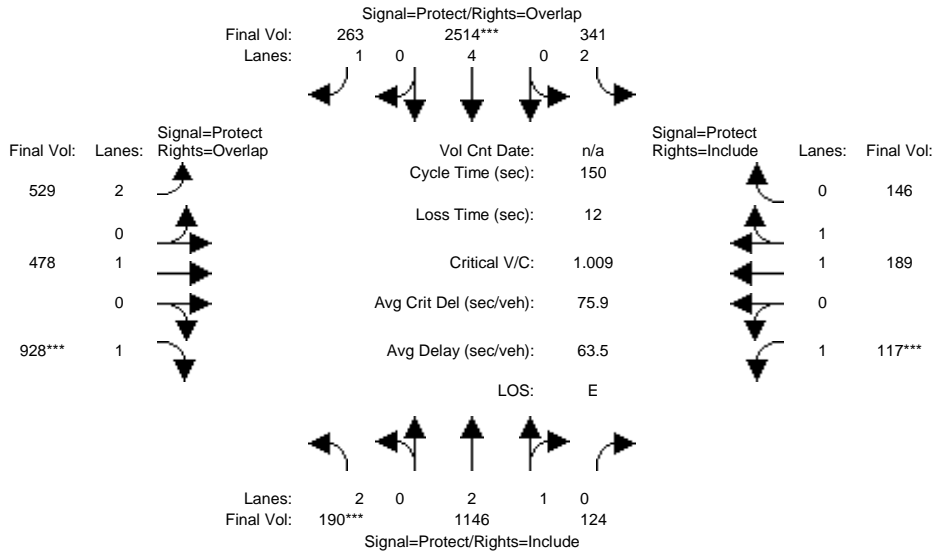 Signal=Protect/Rights=Overlap
Final Vol: 263 2514*** 341
Lanes: 1 0 4 0 2
Signal=Protect
Final Vol: Lanes: Rights=Overlap
Vol Cnt Date: n/a
Signal=Protect
Rights=Include Lanes: Final Vol:
Cycle Time (sec): 150
529 2
0 146
Loss Time (sec): 12
0
1
478 1
Critical V/C: 1.009
1 189
0
Avg Crit Del (sec/veh): 75.9
0
928*** 1
Avg Delay (sec/veh): 63.5
1 117***
LOS: E
Lanes: 2 0 2 1 0
Final Vol: 190*** 1146 124
Signal=Protect/Rights=Include